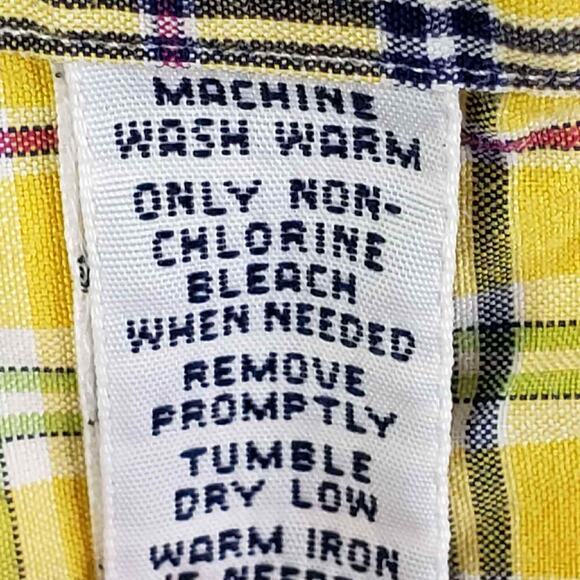 MACHINE
WASH WARM
ONLY NON-
CHLORINE
BLEACH
WHEN NEEDED
REMOVE
PROMPTLY
TUMBLE
DRY LOW
WARM IRON